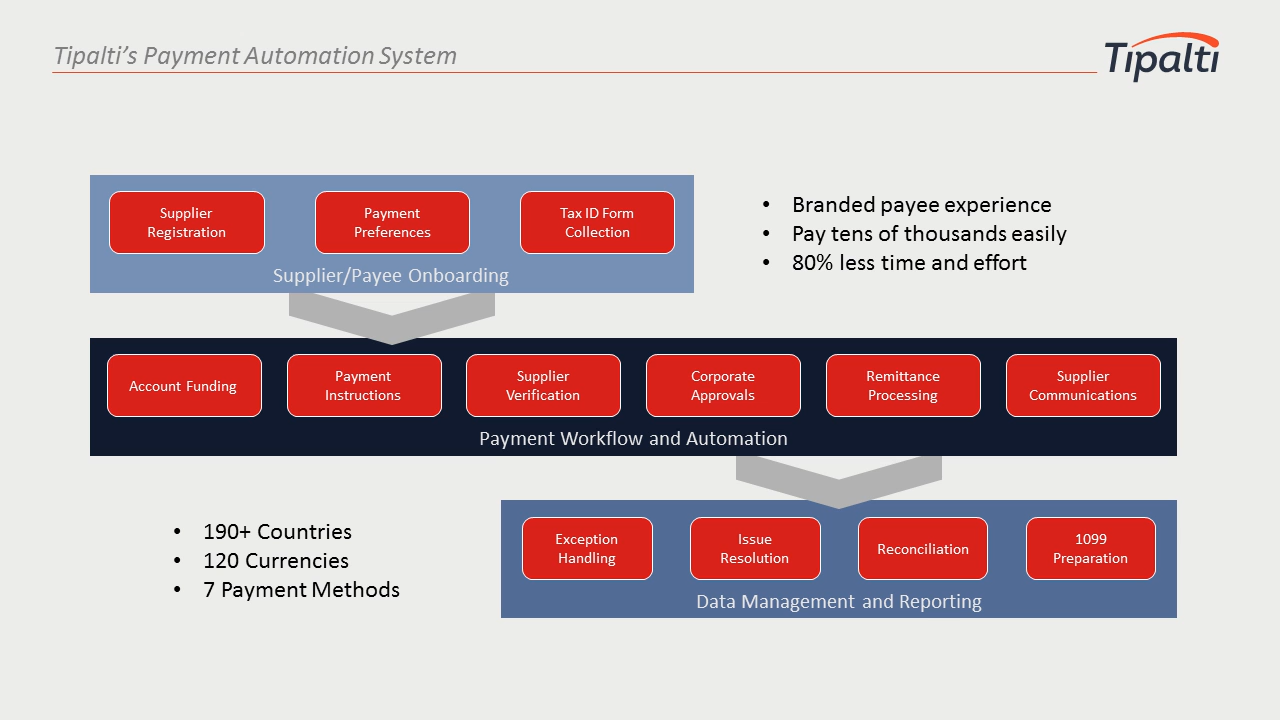 Tipalti’s Payment Automation System
Tipalti
Supplier
Registration
Payment
Preferences
Tax ID Form
Collection
Supplier/Payee Onboarding
• Branded payee experience
• Pay tens of thousands easily
• 80% less time and effort
Account Funding
Payment
Instructions
Supplier
Verification
Corporate
Approvals
Remittance
Processing
Supplier
Communications
Payment Workflow and Automation
• 190+ Countries
• 120 Currencies
• 7 Payment Methods
Exception
Handling
Issue
Resolution
Reconciliation
1099
Preparation
Data Management and Reporting